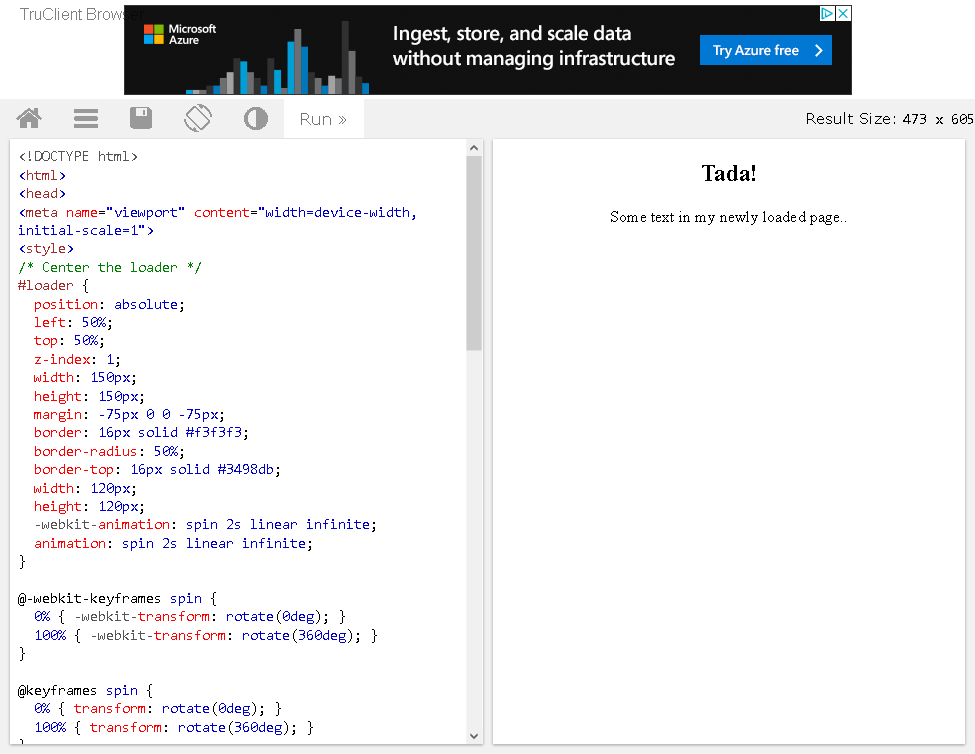 TruClient Browser
Microsoft
Azure
Ingest, store, and scale data
without managing infrastructure
Try Azure free
Run »
Result Size: 473 x 605
<!DOCTYPE html>
<html>
<head>
<meta name="viewport" content="width=device-width,
initial-scale=1">
<style>
/* Center the loader */
#loader {
  position: absolute;
  left: 50%;
  top: 50%;
  z-index: 1;
  width: 150px;
  height: 150px;
  margin: -75px 0 0 -75px;
  border: 16px solid #f3f3f3;
  border-radius: 50%;
  border-top: 16px solid #3498db;
  width: 120px;
  height: 120px;
  -webkit-animation: spin 2s linear infinite;
  animation: spin 2s linear infinite;
}
@-webkit-keyframes spin {
  0% { -webkit-transform: rotate(0deg); }
  100% { -webkit-transform: rotate(360deg); }
}
@keyframes spin {
  0% { transform: rotate(0deg); }
  100% { transform: rotate(360deg); }
Tada!
Some text in my newly loaded page..